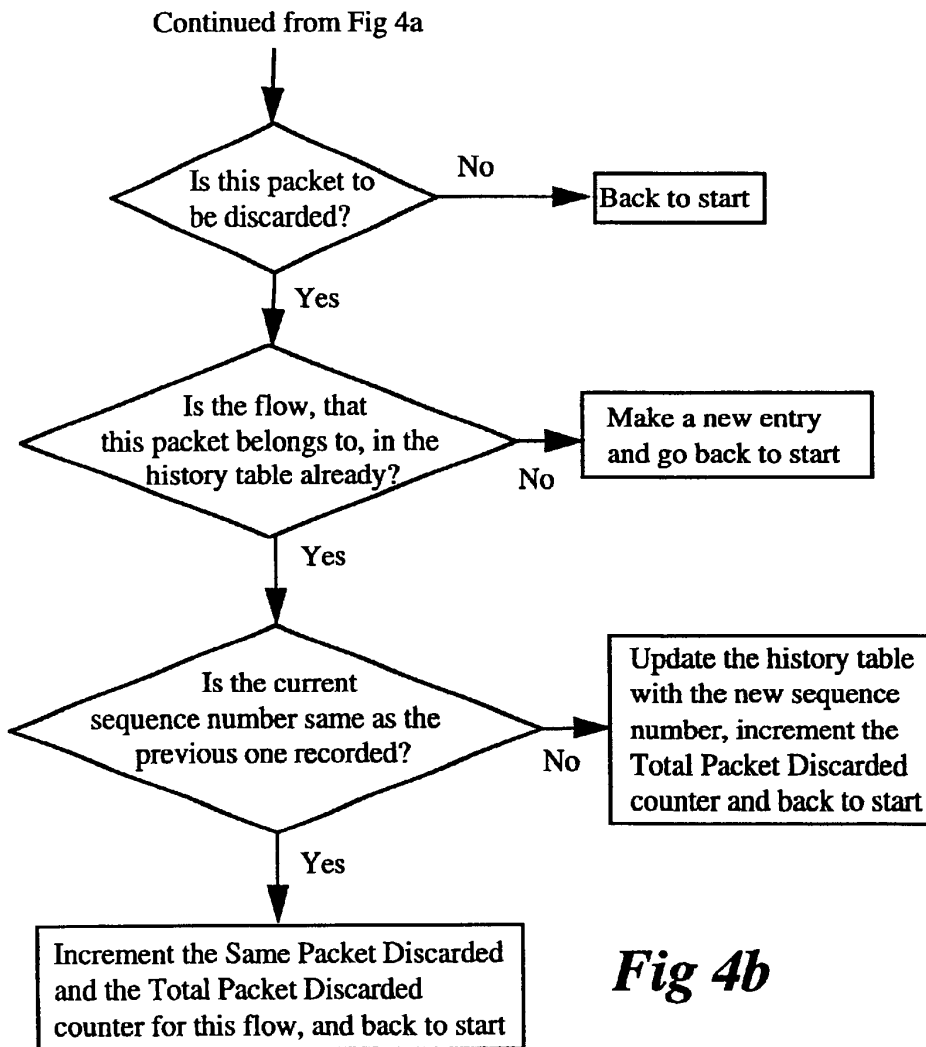 Continued from Fig 4a
Is this packet to
be discarded?
No
Back to start
Yes
Is the flow, that
this packet belongs to, in the
history table already?
No
Make a new entry
and go back to start
Yes
Is the current
sequence number same as the
previous one recorded?
No
Update the history table
with the new sequence
number, increment the
Total Packet Discarded
counter and back to start
Yes
Increment the Same Packet Discarded
and the Total Packet Discarded
counter for this flow, and back to start
Fig 4b